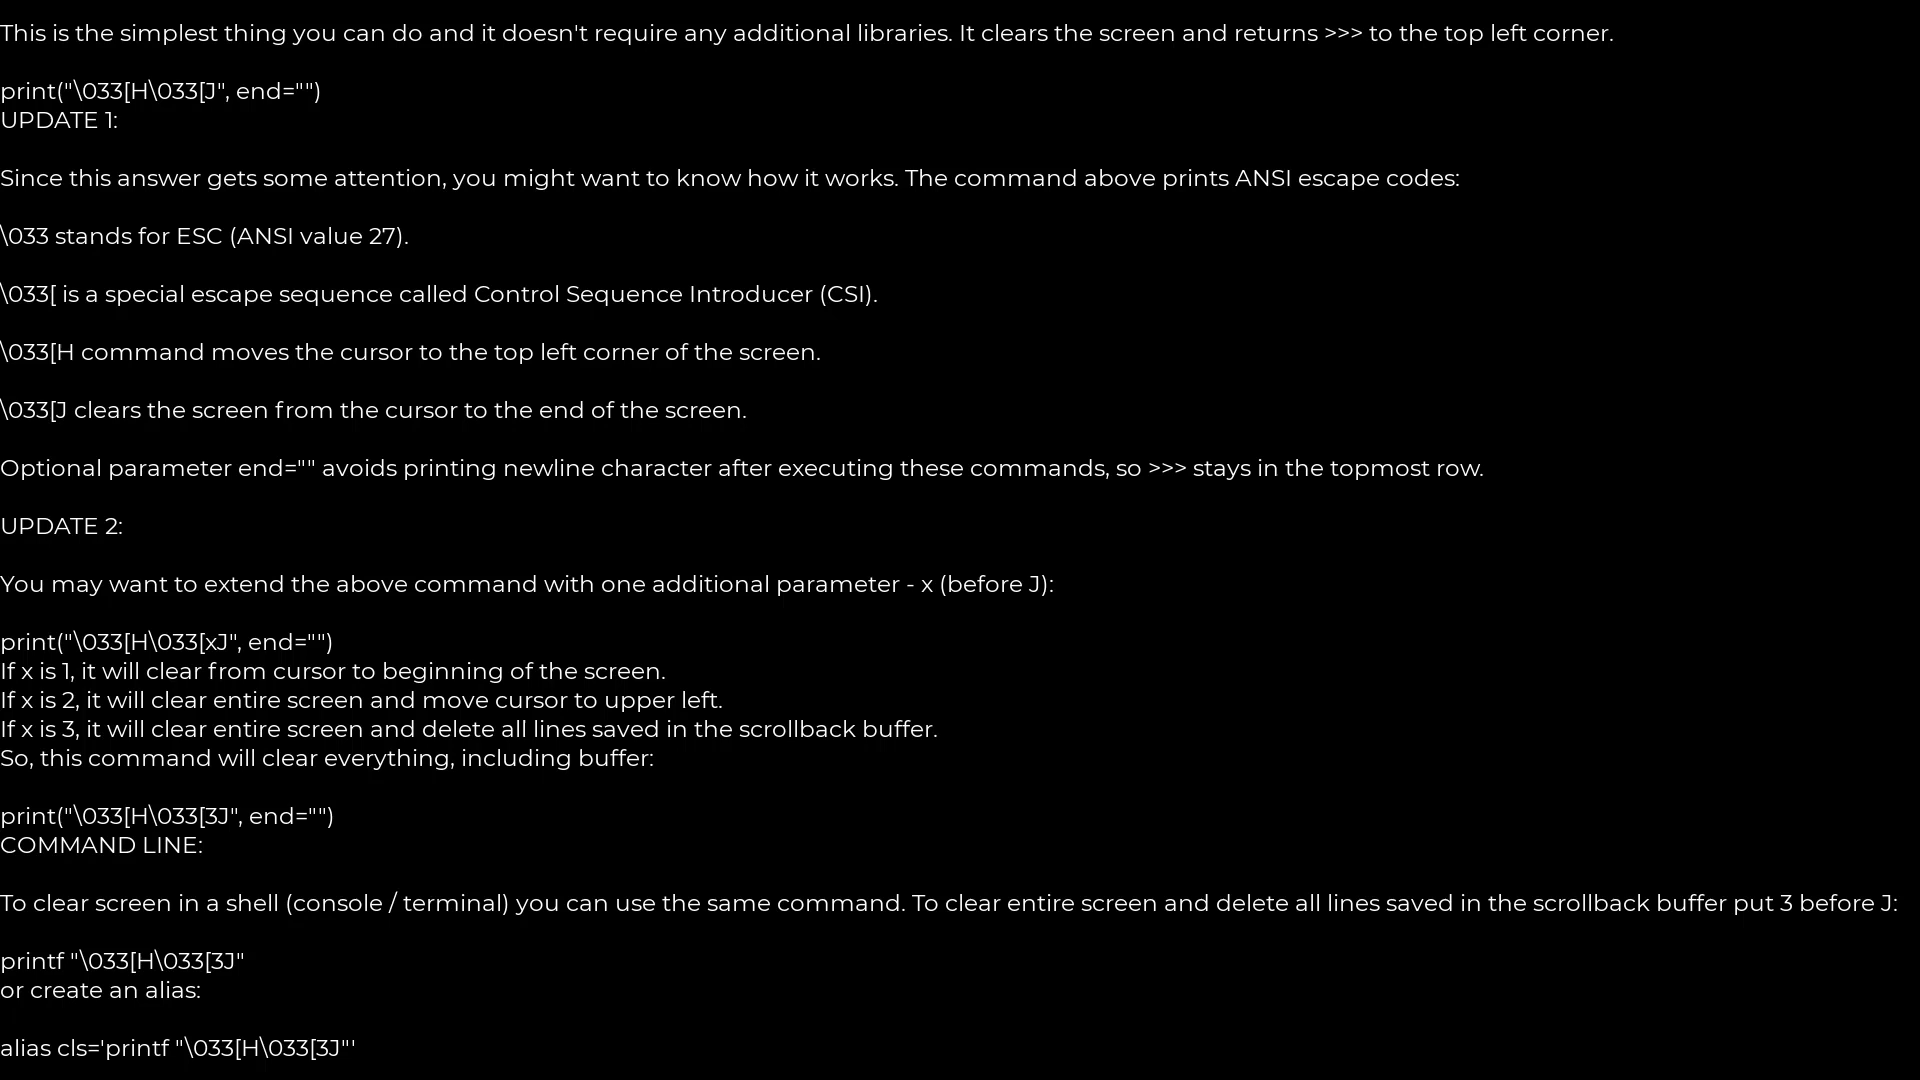 This is the simplest thing you can do and it doesn't require any additional libraries. It clears the screen and returns >>> to the top left corner.
print("\033[H\033[J", end="")
UPDATE 1:
Since this answer gets some attention, you might want to know how it works. The command above prints ANSI escape codes:
\033 stands for ESC (ANSI value 27).
\033[ is a special escape sequence called Control Sequence Introducer (CSI).
\033[H command moves the cursor to the top left corner of the screen.
\033[J clears the screen from the cursor to the end of the screen.
Optional parameter end="" avoids printing newline character after executing these commands, so >>> stays in the topmost row.
UPDATE 2:
You may want to extend the above command with one additional parameter - x (before J):
print("\033[H\033[xJ", end="")
If x is 1, it will clear from cursor to beginning of the screen.
If x is 2, it will clear entire screen and move cursor to upper left.
If x is 3, it will clear entire screen and delete all lines saved in the scrollback buffer.
So, this command will clear everything, including buffer:
print("\033[H\033[3J", end="")
COMMAND LINE:
To clear screen in a shell (console / terminal) you can use the same command. To clear entire screen and delete all lines saved in the scrollback buffer put 3 before J:
printf "\033[H\033[3J"
or create an alias:
alias cls='printf "\033[H\033[3J"'